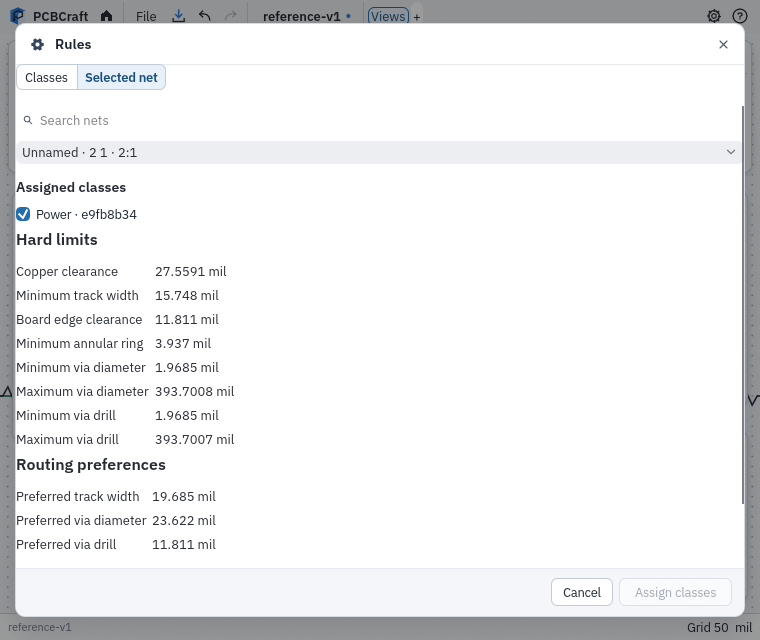 PCBCraft File reference-v1 • Views +
Rules
Classes Selected net
Search nets
Unnamed · 2 1 · 2:1
Assigned classes
Power · e9fb8b34
Hard limits
Copper clearance 27.5591 mil
Minimum track width 15.748 mil
Board edge clearance 11.811 mil
Minimum annular ring 3.937 mil
Minimum via diameter 1.9685 mil
Maximum via diameter 393.7008 mil
Minimum via drill 1.9685 mil
Maximum via drill 393.7007 mil
Routing preferences
Preferred track width 19.685 mil
Preferred via diameter 23.622 mil
Preferred via drill 11.811 mil
Cancel Assign classes
reference-v1 Grid 50 mil